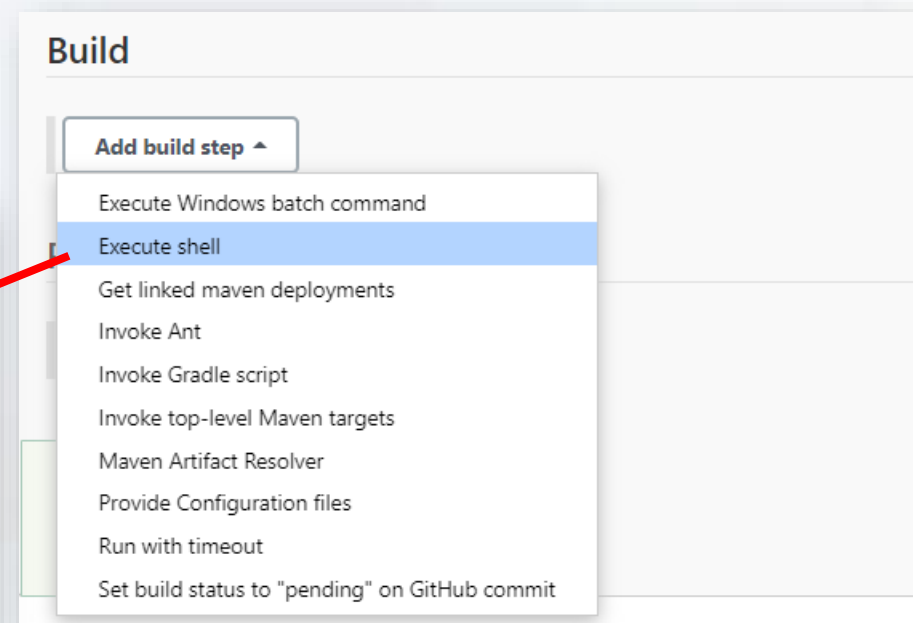 Build
Add build step
Execute Windows batch command
Execute shell
Get linked maven deployments
Invoke Ant
Invoke Gradle script
Invoke top-level Maven targets
Maven Artifact Resolver
Provide Configuration files
Run with timeout
Set build status to "pending" on GitHub commit